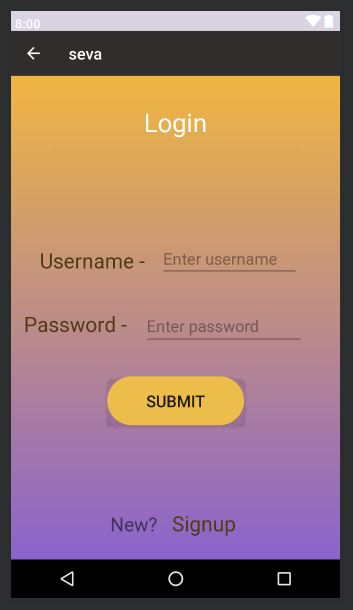 8:00
seva
Login
Username - Enter username
Password - Enter password
SUBMIT
New? Signup